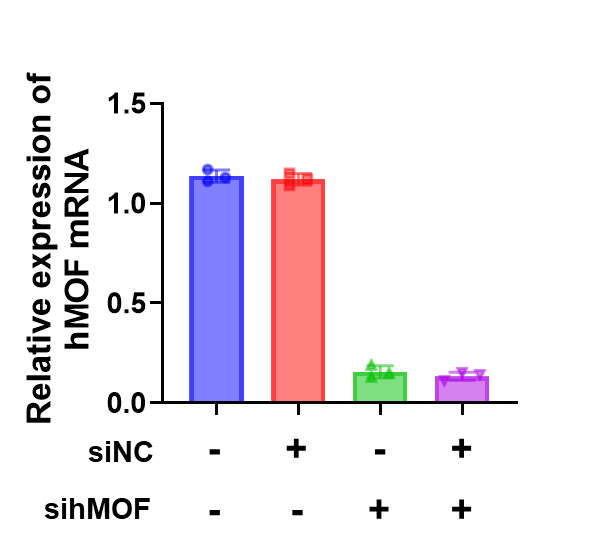 Relative expression of
hMOF mRNA
1.5
1.0
0.5
0.0
siNC - + - +
sihMOF - - + +